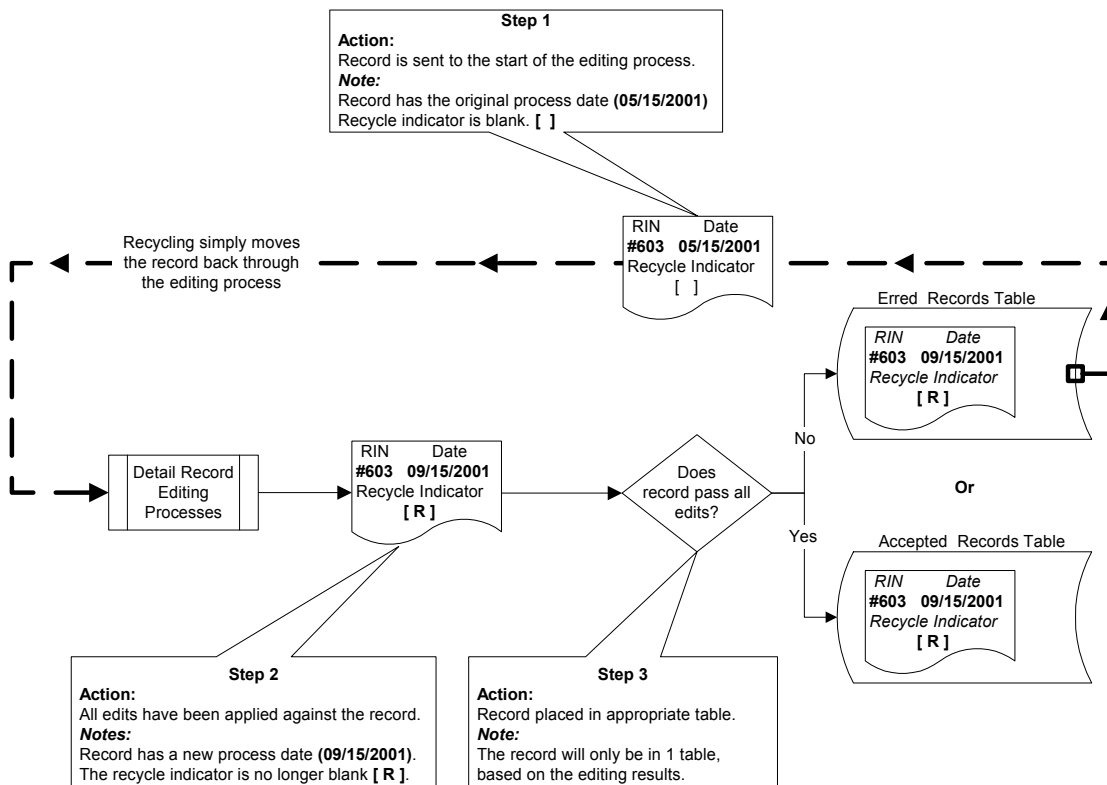 Step 1
Action:
Record is sent to the start of the editing process.
Note:
Record has the original process date (05/15/2001)
Recycle indicator is blank. [ ]
RIN Date
#603 05/15/2001
Recycle Indicator
[ ]
Recycling simply moves
the record back through
the editing process
Erred Records Table
RIN Date
#603 09/15/2001
Recycle Indicator
[ R ]
Detail Record
Editing
Processes
RIN Date
#603 09/15/2001
Recycle Indicator
[ R ]
Does
record pass all
edits?
No
Or
Yes
Accepted Records Table
RIN Date
#603 09/15/2001
Recycle Indicator
[ R ]
Step 2
Action:
All edits have been applied against the record.
Notes:
Record has a new process date (09/15/2001).
The recycle indicator is no longer blank [ R ].
Step 3
Action:
Record placed in appropriate table.
Note:
The record will only be in 1 table,
based on the editing results.